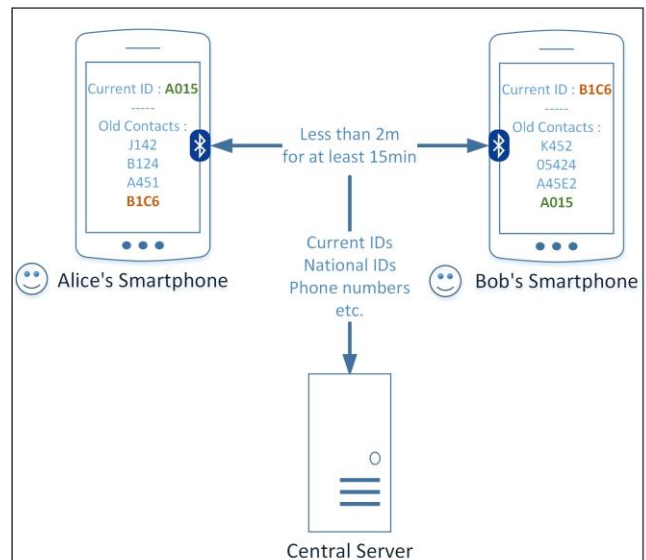 Current ID : A015
-----
Old Contacts :
J142
B124
A451
B1C6
Alice's Smartphone
Less than 2m
for at least 15min
Current IDs
National IDs
Phone numbers
etc.
Current ID : B1C6
-----
Old Contacts :
K452
05424
A45E2
A015
Bob's Smartphone
Central Server